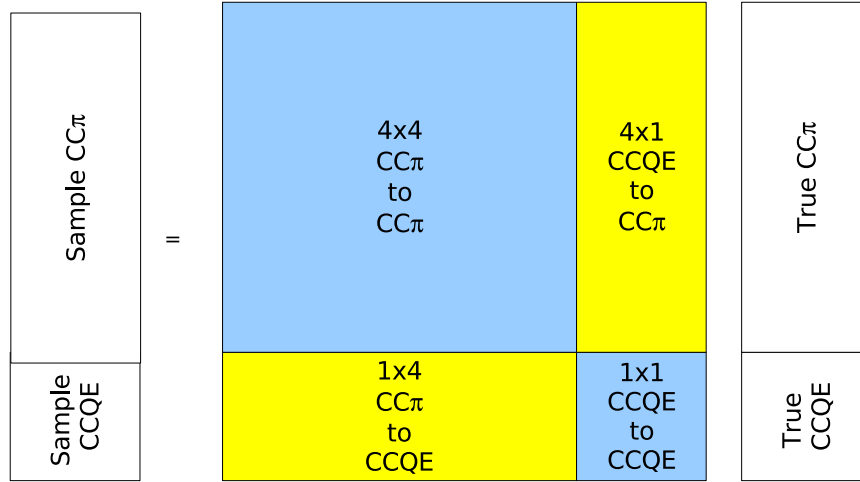 Sample CCπ
=
4x4
CCπ
to
CCπ
4x1
CCQE
to
CCπ
True CCπ
Sample
CCQE
1x4
CCπ
to
CCQE
1x1
CCQE
to
CCQE
True
CCQE